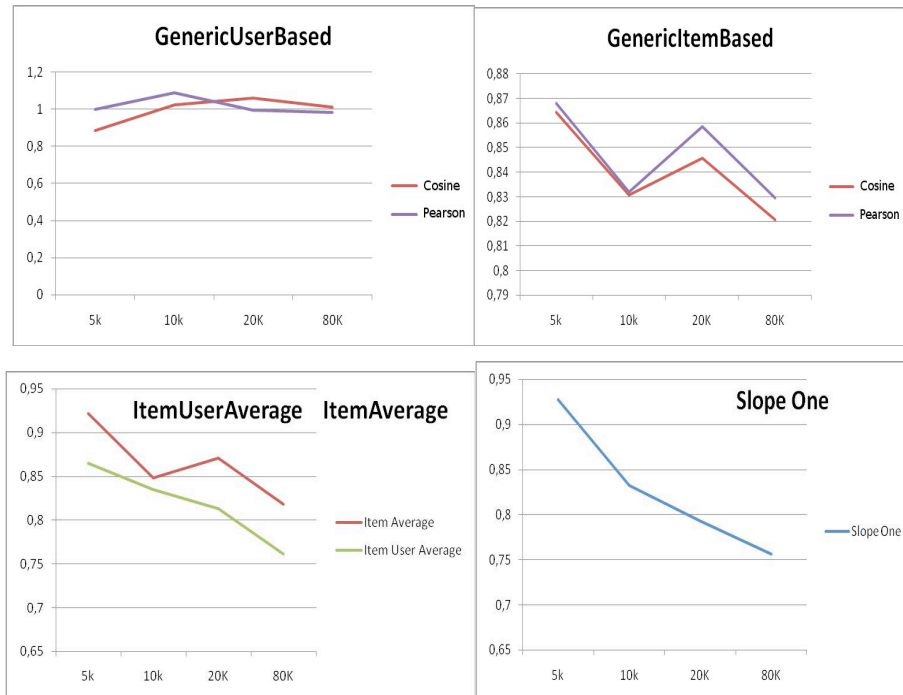 GenericUserBased
1,2
1
0,8
0,6
0,4
0,2
0
5k 10k 20K 80K
Cosine
Pearson
GenericItemBased
0,88
0,87
0,86
0,85
0,84
0,83
0,82
0,81
0,8
0,79
5k 10k 20K 80K
Cosine
Pearson
ItemUserAverage ItemAverage
0,95
0,9
0,85
0,8
0,75
0,7
0,65
5k 10k 20K 80K
Item Average
Item User Average
Slope One
0,95
0,9
0,85
0,8
0,75
0,7
0,65
5k 10k 20K 80K
Slope One